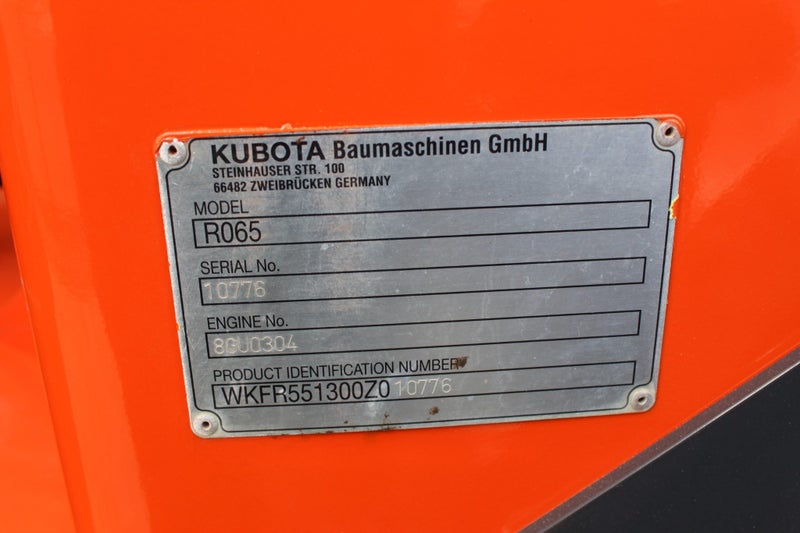 KUBOTA Baumaschinen GmbH
STEINHAUSER STR. 100
66482 ZWEIBRÜCKEN GERMANY
MODEL
R065
SERIAL No.
10776
ENGINE No.
8GU0304
PRODUCT IDENTIFICATION NUMBER
WKFR551300Z010776